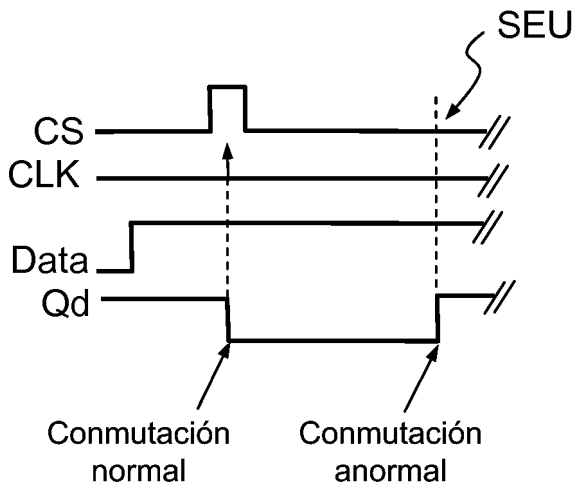 SEU
CS
CLK
Data
Qd
Conmutación
normal
Conmutación
anormal